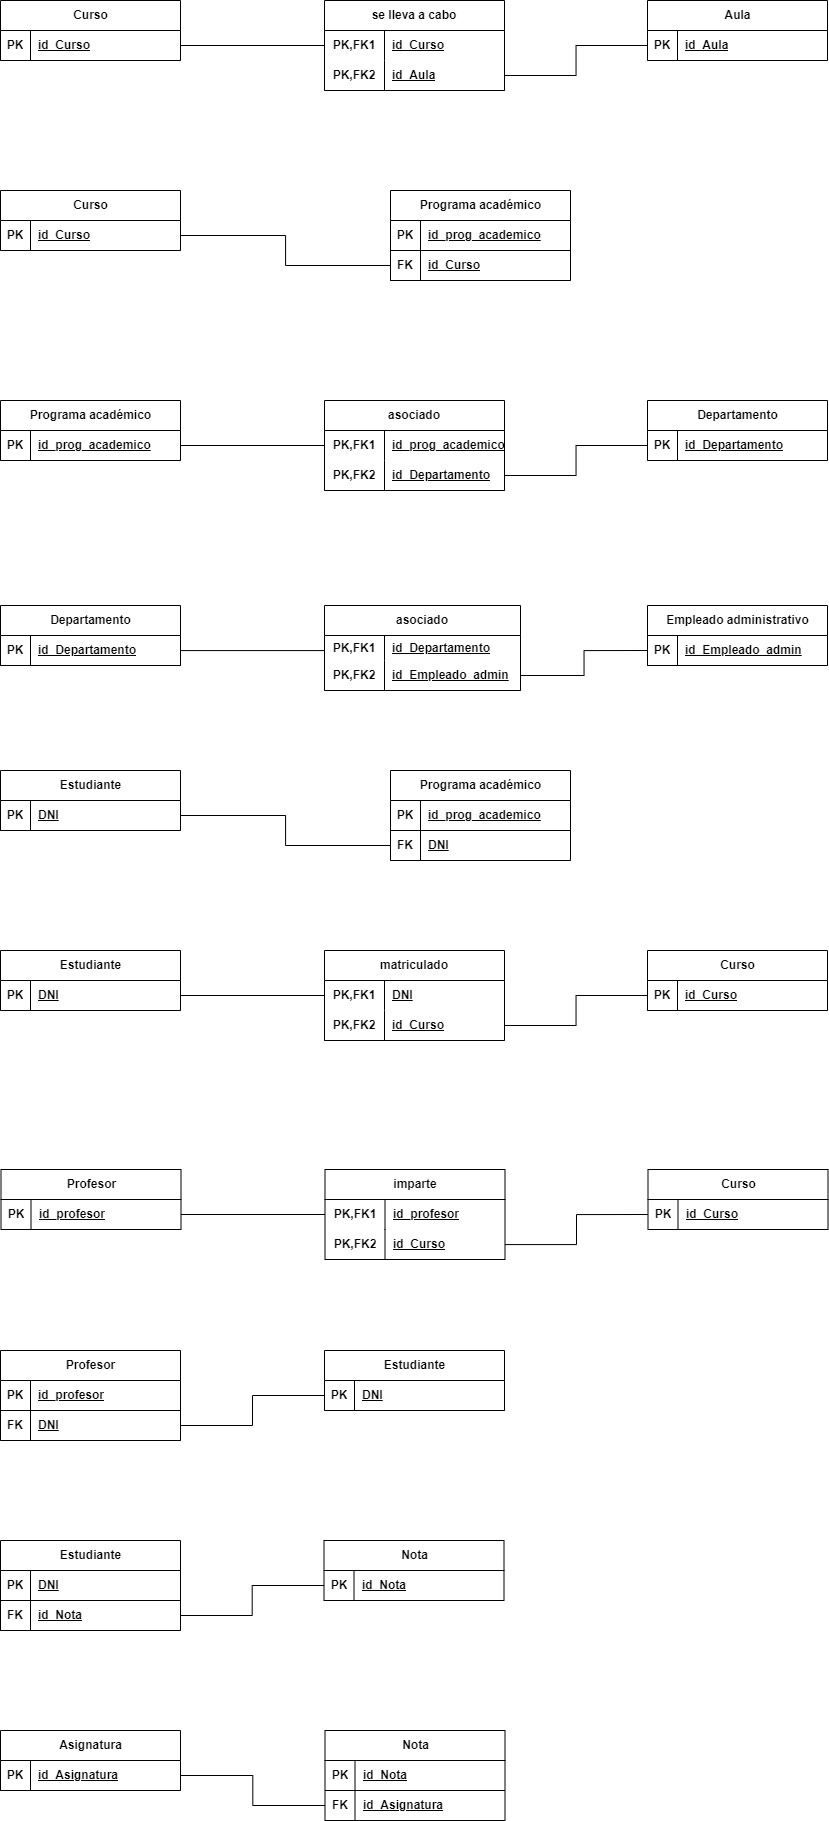 Curso
PK id_Curso
se lleva a cabo
PK,FK1 id_Curso
PK,FK2 id_Aula
Aula
PK id_Aula
Curso
PK id_Curso
Programa académico
PK id_prog_academico
FK id_Curso
Programa académico
PK id_prog_academico
asociado
PK,FK1 id_prog_academico
PK,FK2 id_Departamento
Departamento
PK id_Departamento
Departamento
PK id_Departamento
asociado
PK,FK1 id_Departamento
PK,FK2 id_Empleado_admin
Empleado administrativo
PK id_Empleado_admin
Estudiante
PK DNI
Programa académico
PK id_prog_academico
FK DNI
Estudiante
PK DNI
matriculado
PK,FK1 DNI
PK,FK2 id_Curso
Curso
PK id_Curso
Profesor
PK id_profesor
imparte
PK,FK1 id_profesor
PK,FK2 id_Curso
Curso
PK id_Curso
Profesor
PK id_profesor
FK DNI
Estudiante
PK DNI
Estudiante
PK DNI
FK id_Nota
Nota
PK id_Nota
Asignatura
PK id_Asignatura
Nota
PK id_Nota
FK id_Asignatura